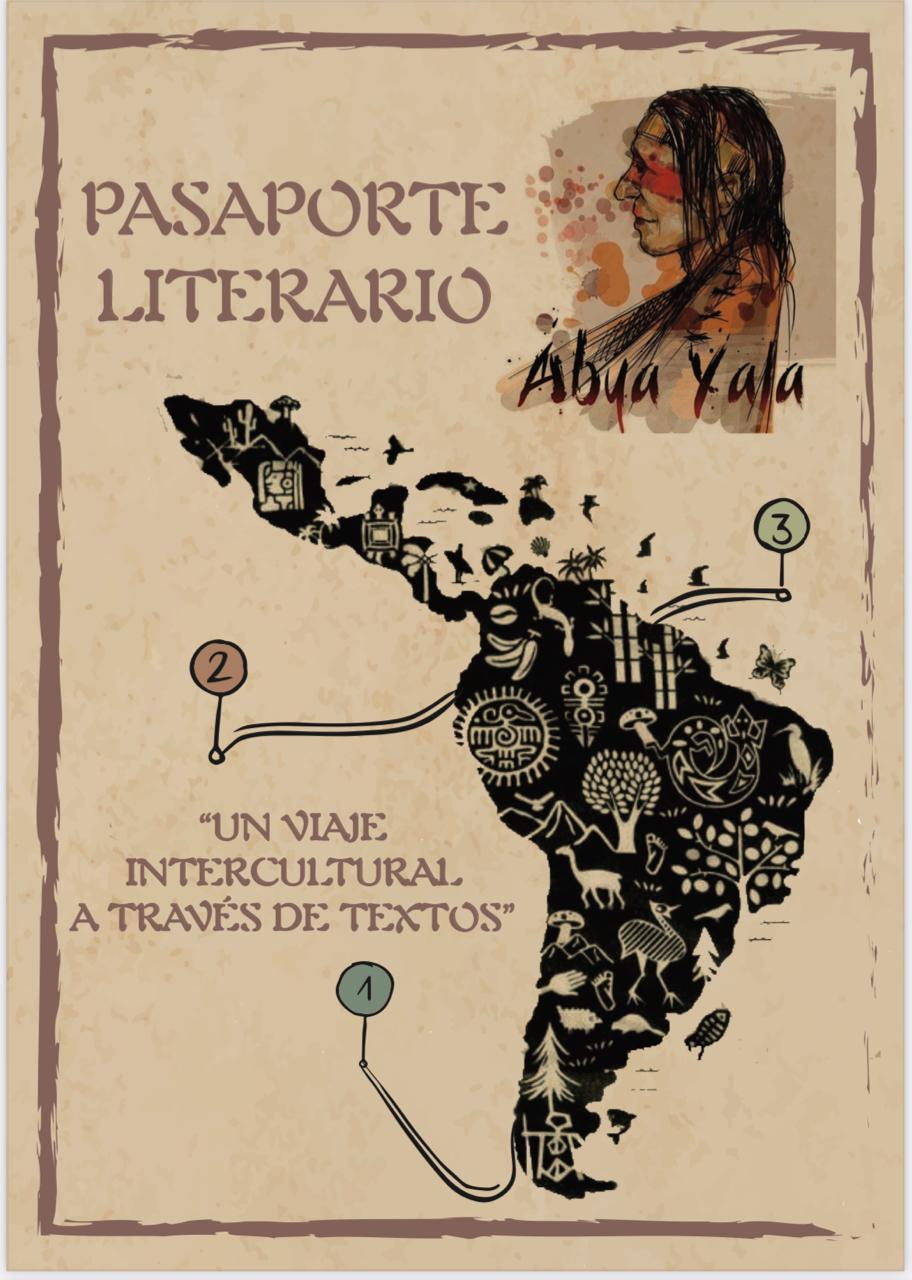 PASAPORTE
LITERARIO
Abya Yala
3
2
“UN VIAJE
INTERCULTURAL
A TRAVÉS DE TEXTOS”
1